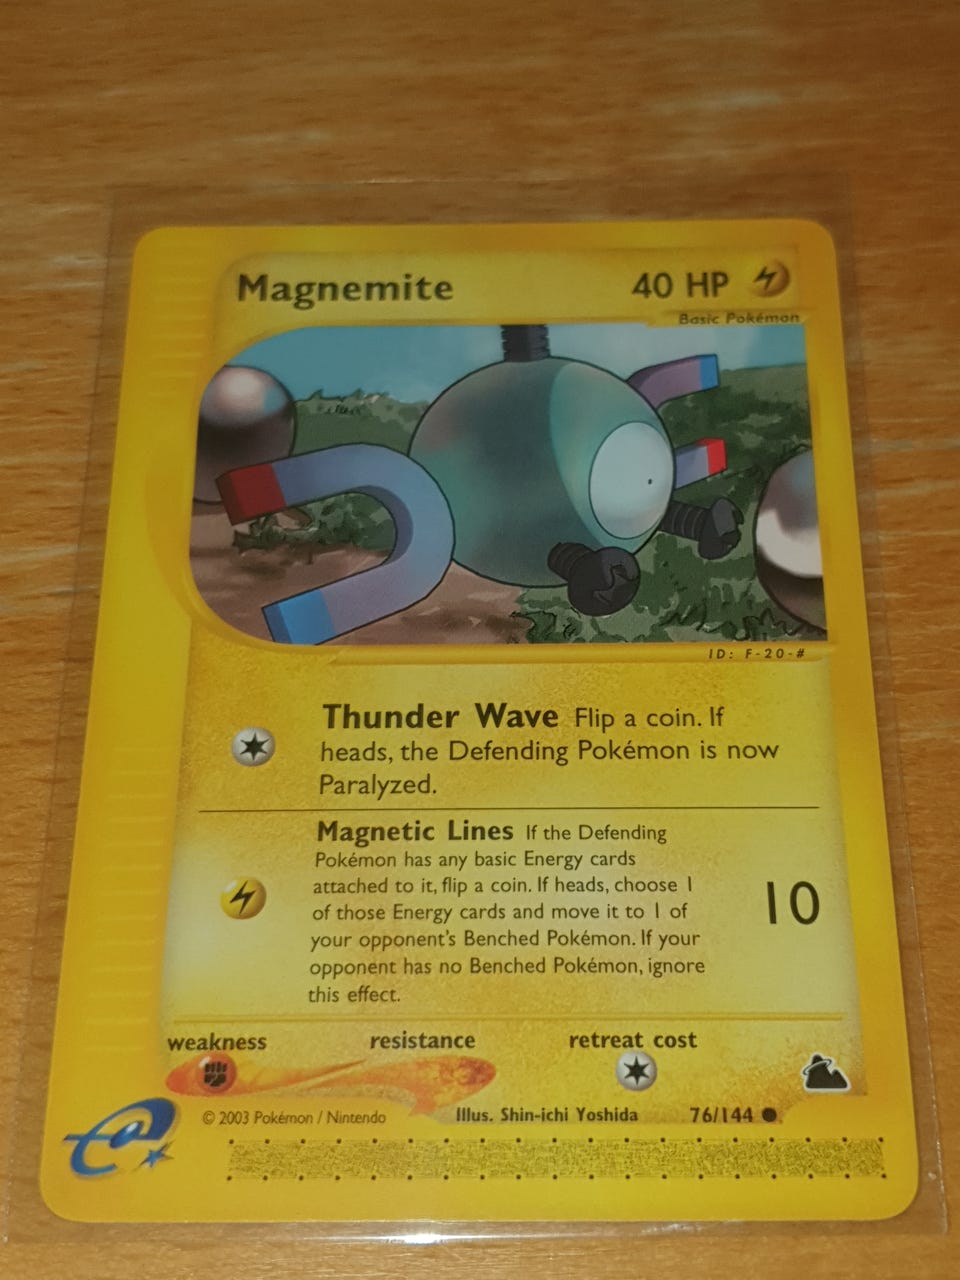 Magnemite 40 HP
Basic Pokémon
ID: F-20-#
Thunder Wave Flip a coin. If
heads, the Defending Pokémon is now
Paralyzed.
Magnetic Lines If the Defending
Pokémon has any basic Energy cards
attached to it, flip a coin. If heads, choose 1
of those Energy cards and move it to 1 of
your opponent's Benched Pokémon. If your
opponent has no Benched Pokémon, ignore
this effect.
10
weakness resistance retreat cost
© 2003 Pokémon / Nintendo Illus. Shin-ichi Yoshida 76/144
e